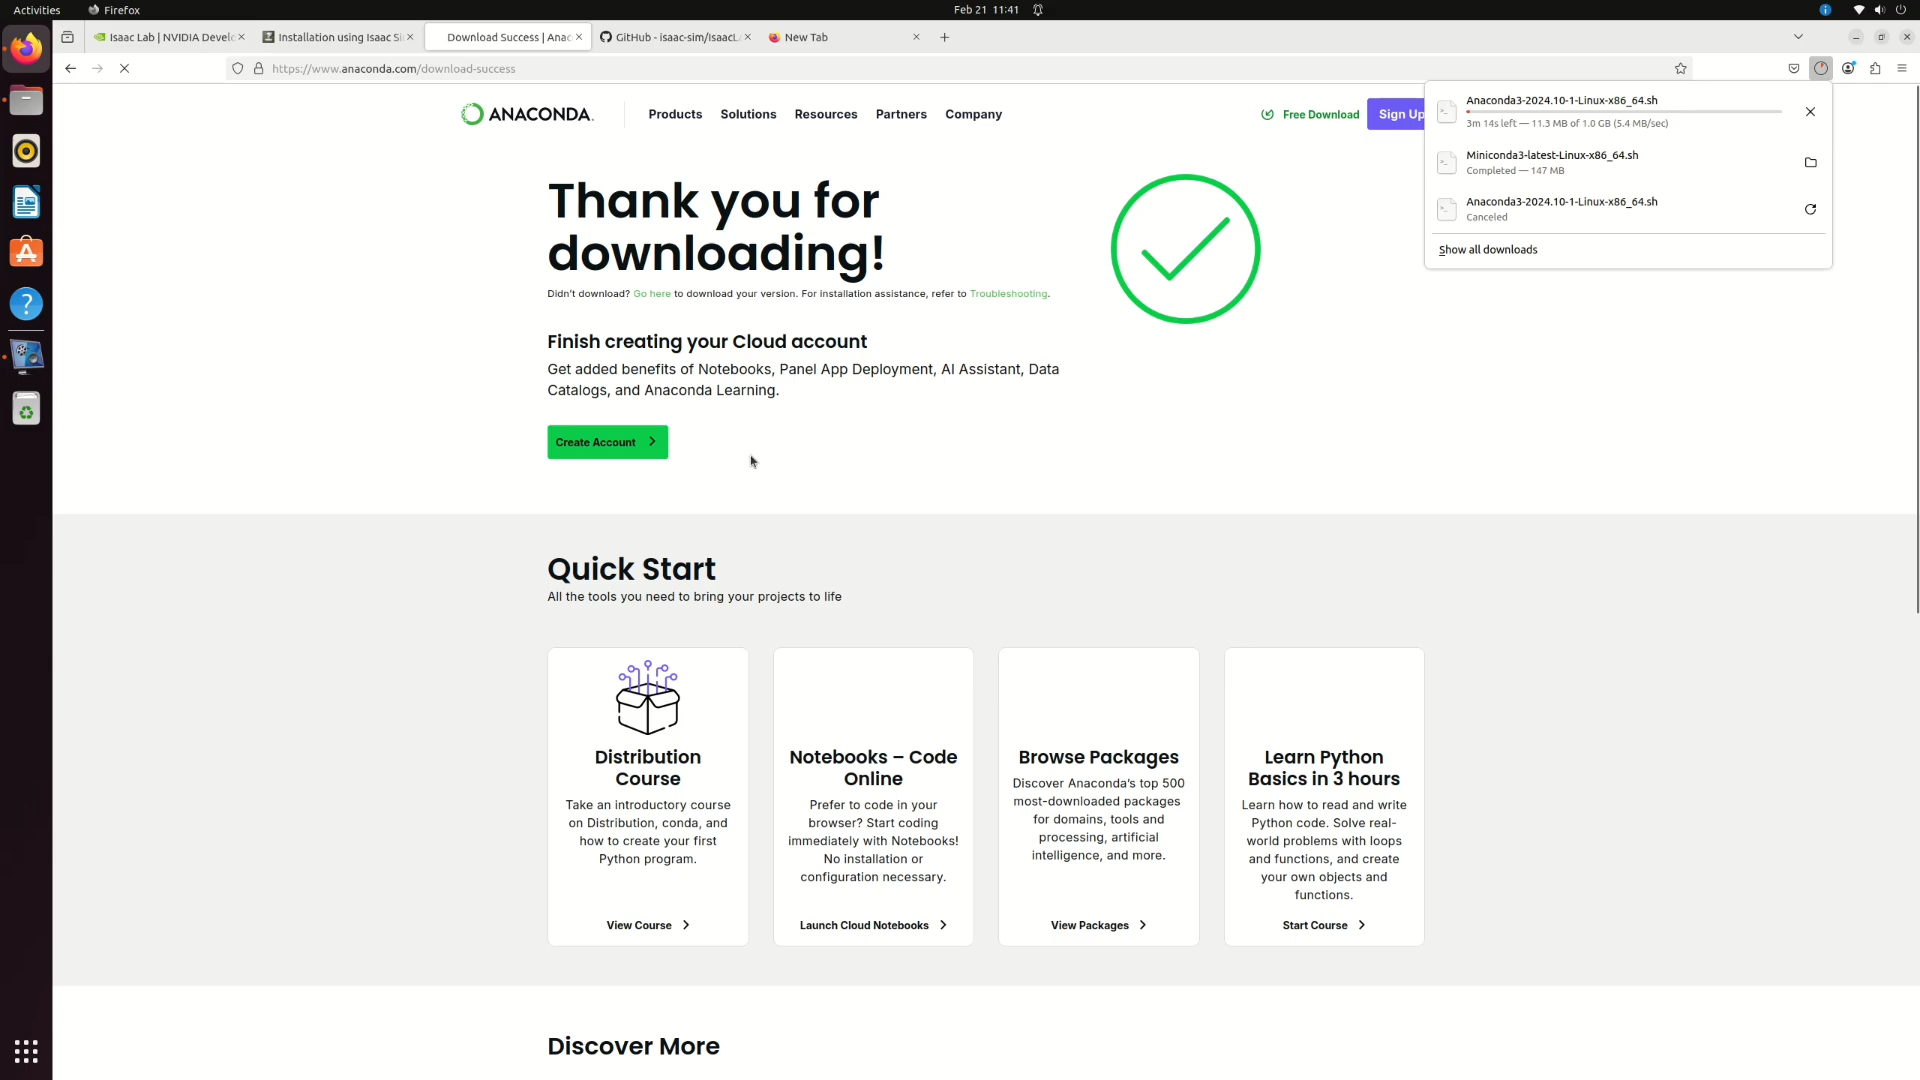 Activities
Firefox
Feb 21 11:41
Isaac Lab | NVIDIA Develo
Installation using Isaac Si
Download Success | Anac
GitHub - isaac-sim/IsaacL
New Tab
https://www.anaconda.com/download-success
ANACONDA.
Products
Solutions
Resources
Partners
Company
Free Download
Sign Up
Anaconda3-2024.10-1-Linux-x86_64.sh
3m 14s left — 11.3 MB of 1.0 GB (5.4 MB/sec)
Miniconda3-latest-Linux-x86_64.sh
Completed — 147 MB
Anaconda3-2024.10-1-Linux-x86_64.sh
Canceled
Show all downloads
Thank you for
downloading!
Didn't download? Go here to download your version. For installation assistance, refer to Troubleshooting.
Finish creating your Cloud account
Get added benefits of Notebooks, Panel App Deployment, AI Assistant, Data
Catalogs, and Anaconda Learning.
Create Account
Quick Start
All the tools you need to bring your projects to life
Distribution
Course
Take an introductory course
on Distribution, conda, and
how to create your first
Python program.
View Course
Notebooks – Code
Online
Prefer to code in your
browser? Start coding
immediately with Notebooks!
No installation or
configuration necessary.
Launch Cloud Notebooks
Browse Packages
Discover Anaconda's top 500
most-downloaded packages
for domains, tools and
processing, artificial
intelligence, and more.
View Packages
Learn Python
Basics in 3 hours
Learn how to read and write
Python code. Solve real-
world problems with loops
and functions, and create
your own objects and
functions.
Start Course
Discover More